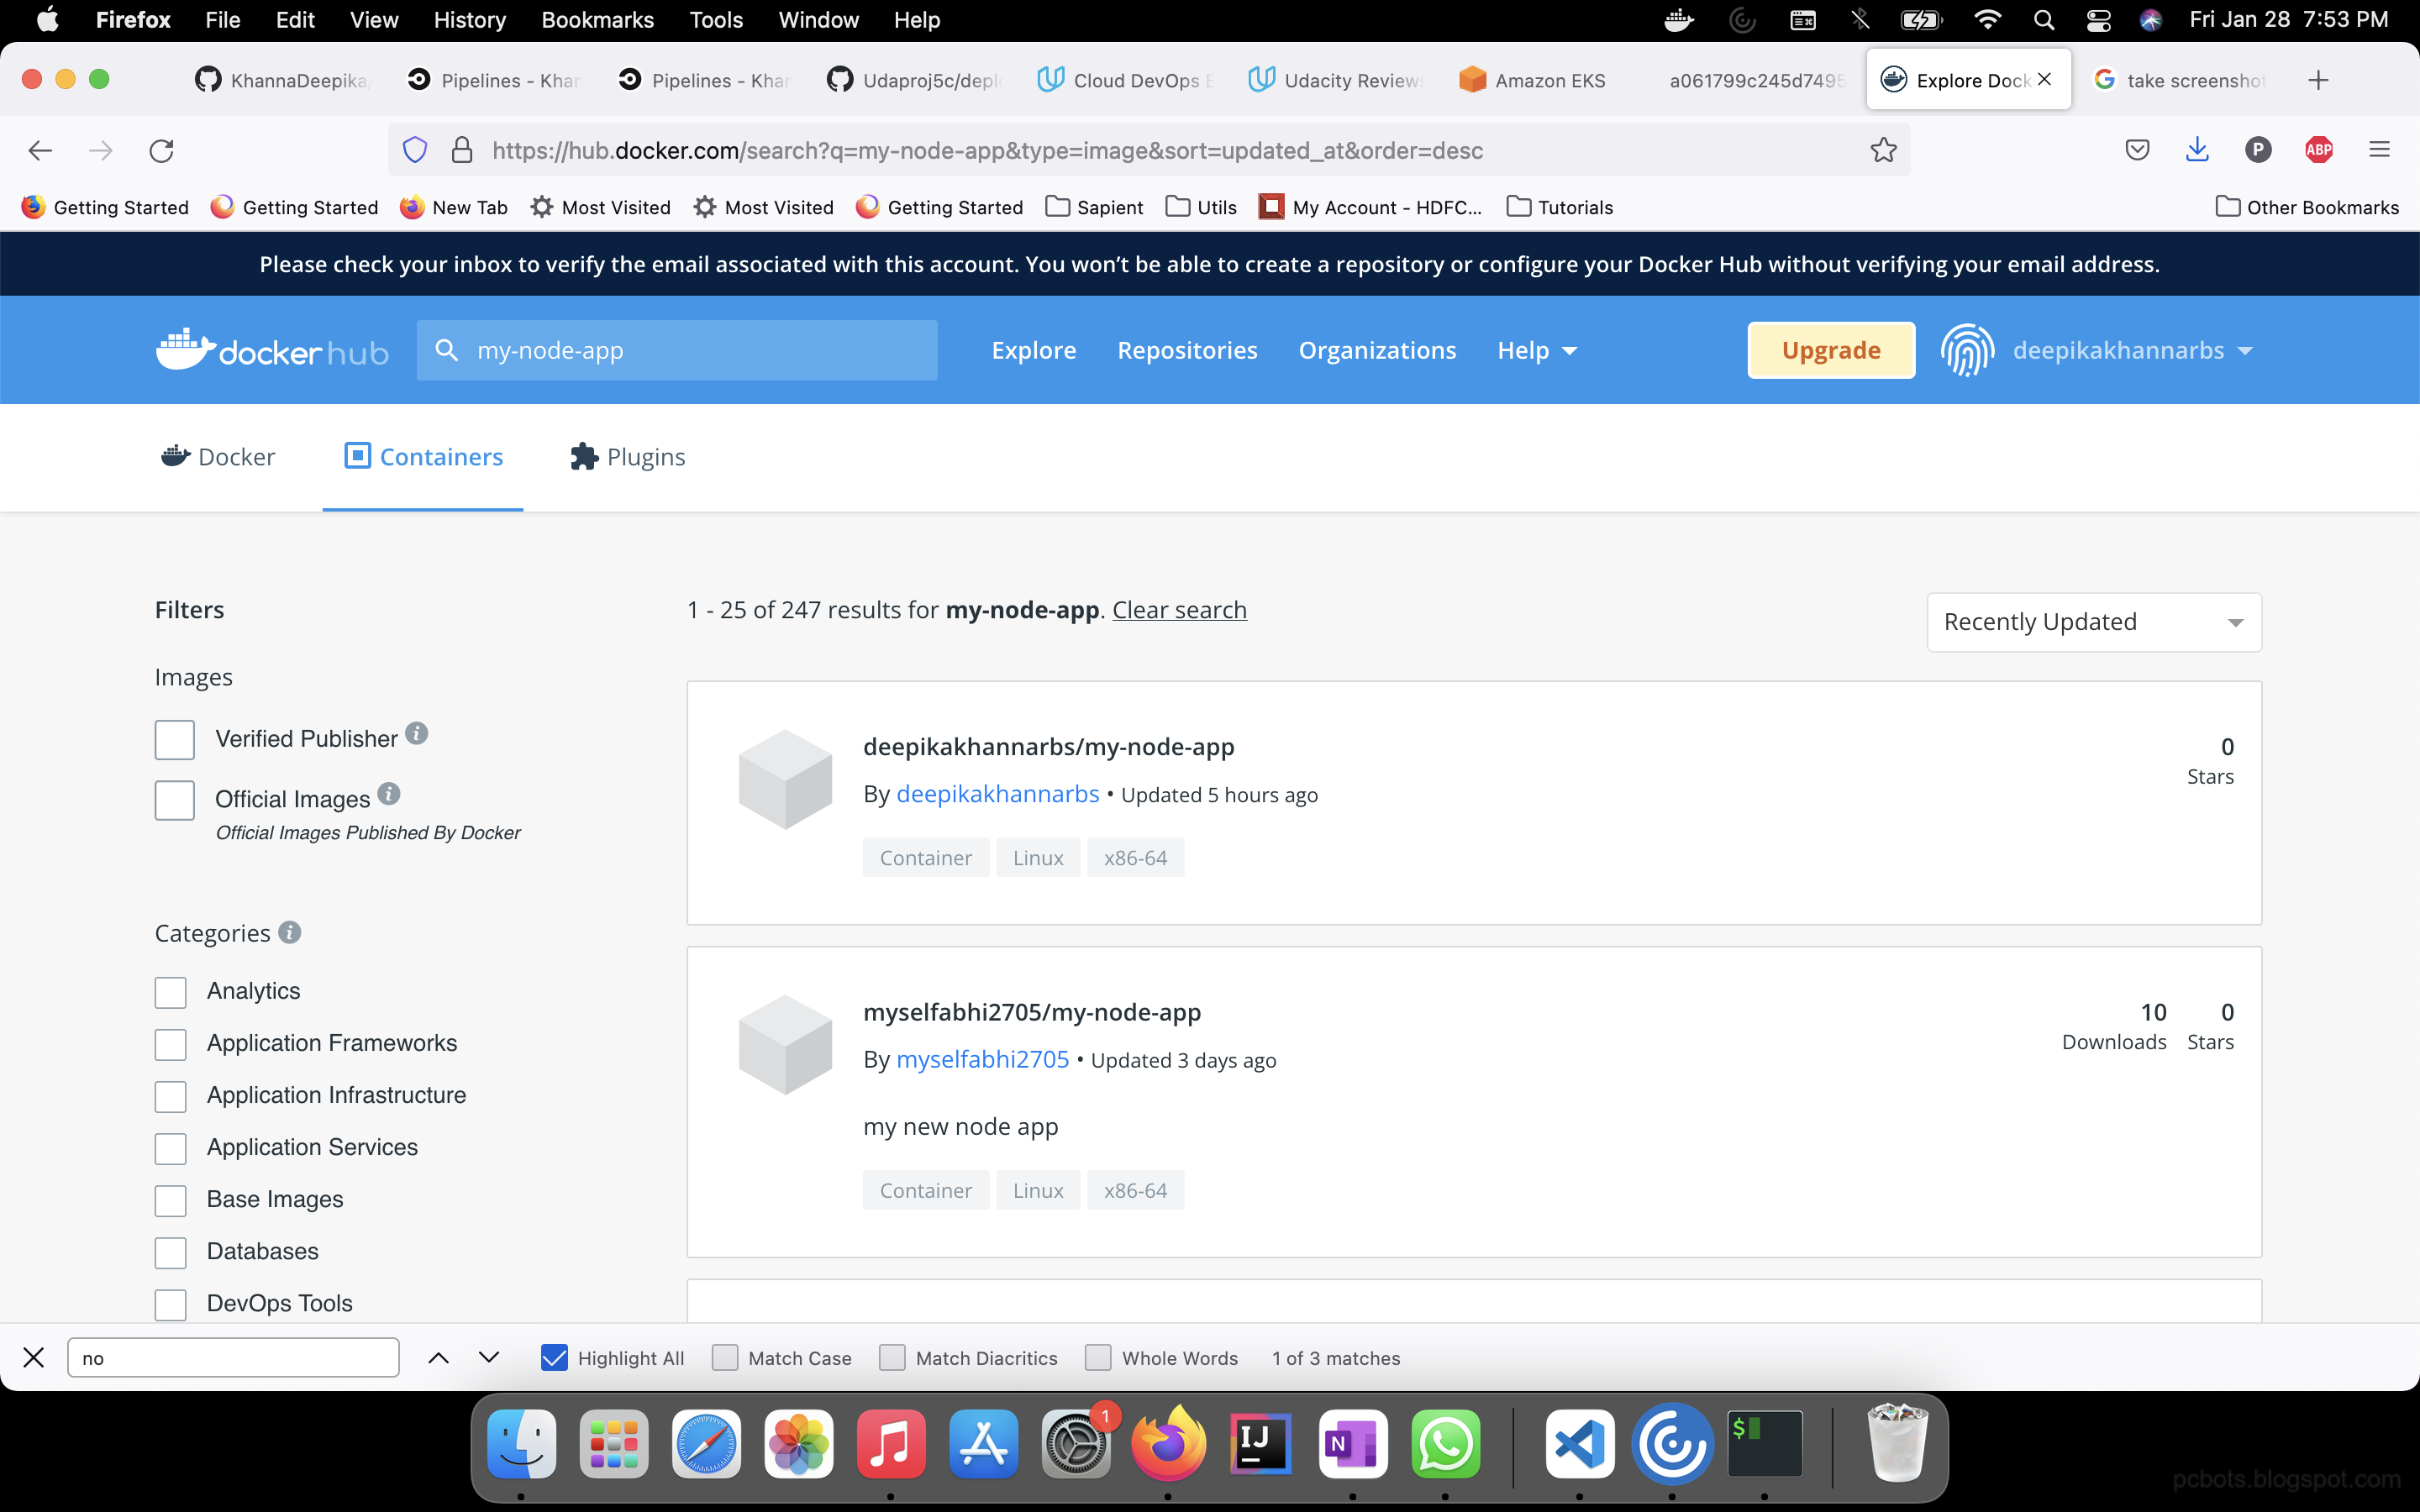 Firefox File Edit View History Bookmarks Tools Window Help Fri Jan 28 7:53 PM
KhannaDeepika/ Pipelines - Khan Pipelines - Khan Udaproj5c/deplo Cloud DevOps E Udacity Reviews Amazon EKS a061799c245d7495 Explore Dock take screenshot
https://hub.docker.com/search?q=my-node-app&type=image&sort=updated_at&order=desc P ABP
Getting Started Getting Started New Tab Most Visited Most Visited Getting Started Sapient Utils My Account - HDFC... Tutorials Other Bookmarks
Please check your inbox to verify the email associated with this account. You won’t be able to create a repository or configure your Docker Hub without verifying your email address.
docker hub my-node-app Explore Repositories Organizations Help Upgrade deepikakhannarbs
Docker Containers Plugins
Filters
Images
Verified Publisher
Official Images
Official Images Published By Docker
Categories
Analytics
Application Frameworks
Application Infrastructure
Application Services
Base Images
Databases
DevOps Tools
1 - 25 of 247 results for my-node-app. Clear search
Recently Updated
deepikakhannarbs/my-node-app
By deepikakhannarbs • Updated 5 hours ago
Container Linux x86-64
0
Stars
myselfabhi2705/my-node-app
By myselfabhi2705 • Updated 3 days ago
my new node app
Container Linux x86-64
10 0
Downloads Stars
no Highlight All Match Case Match Diacritics Whole Words 1 of 3 matches
1
IJ
N
$
pcbots.blogspot.com